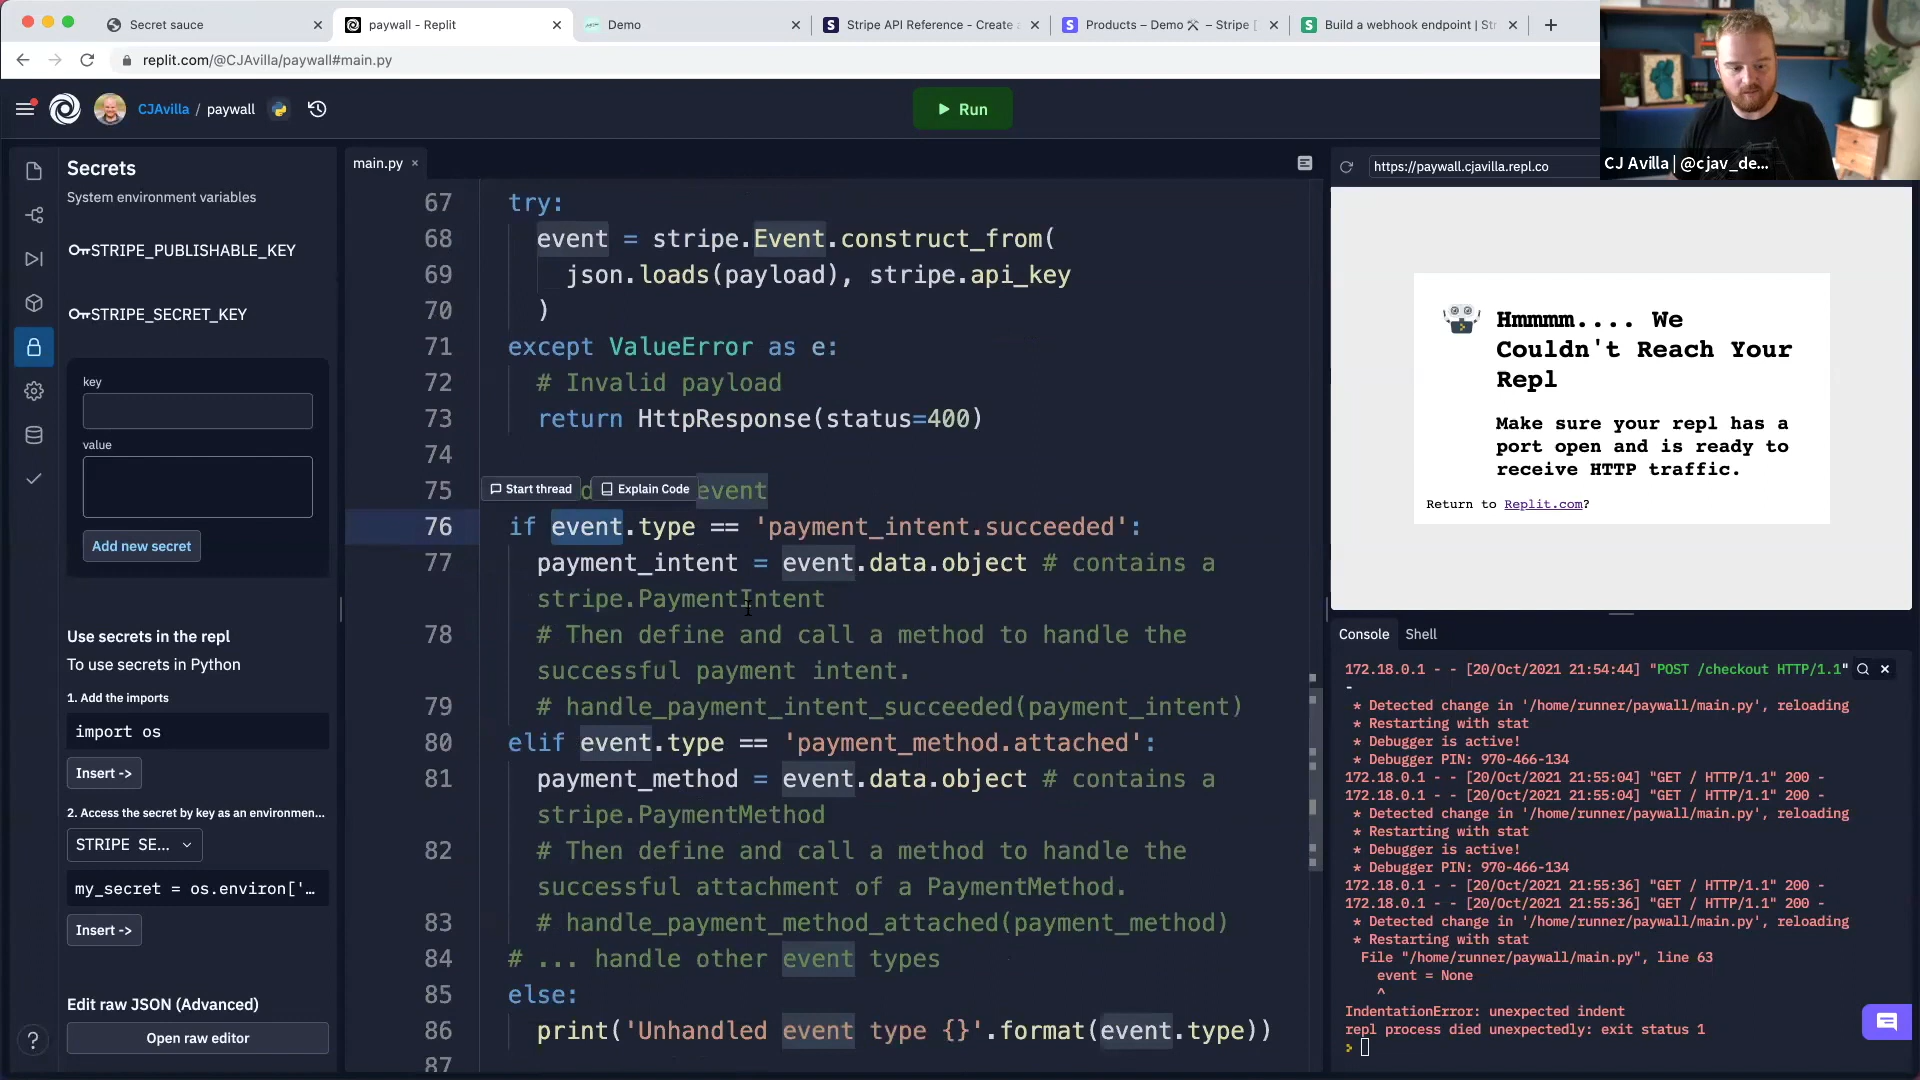 Secret sauce
paywall - Replit
Demo
Stripe API Reference - Create
Products – Demo 🛠 – Stripe [
Build a webhook endpoint | St
replit.com/@CJAvilla/paywall#main.py
CJAvilla / paywall
Run
CJ Avilla | @cjav_de...
Secrets
System environment variables
STRIPE_PUBLISHABLE_KEY
STRIPE_SECRET_KEY
key
value
Add new secret
Use secrets in the repl
To use secrets in Python
1. Add the imports
import os
Insert ->
2. Access the secret by key as an environmen...
STRIPE SE...
my_secret = os.environ['...
Insert ->
Edit raw JSON (Advanced)
Open raw editor
?
main.py
67 try:
68 event = stripe.Event.construct_from(
69 json.loads(payload), stripe.api_key
70 )
71 except ValueError as e:
72 # Invalid payload
73 return HttpResponse(status=400)
74
Start thread
Explain Code
75 event
76 if event.type == 'payment_intent.succeeded':
77 payment_intent = event.data.object # contains a
stripe.PaymentIntent
78 # Then define and call a method to handle the
successful payment intent.
79 # handle_payment_intent_succeeded(payment_intent)
80 elif event.type == 'payment_method.attached':
81 payment_method = event.data.object # contains a
stripe.PaymentMethod
82 # Then define and call a method to handle the
successful attachment of a PaymentMethod.
83 # handle_payment_method_attached(payment_method)
84 # ... handle other event types
85 else:
86 print('Unhandled event type {}'.format(event.type))
87
https://paywall.cjavilla.repl.co
Hmmmm.... We
Couldn't Reach Your
Repl
Make sure your repl has a
port open and is ready to
receive HTTP traffic.
Return to Replit.com?
Console
Shell
172.18.0.1 - - [20/Oct/2021 21:54:44] "POST /checkout HTTP/1.1"
-
* Detected change in '/home/runner/paywall/main.py', reloading
* Restarting with stat
* Debugger is active!
* Debugger PIN: 970-466-134
172.18.0.1 - - [20/Oct/2021 21:55:04] "GET / HTTP/1.1" 200 -
172.18.0.1 - - [20/Oct/2021 21:55:04] "GET / HTTP/1.1" 200 -
* Detected change in '/home/runner/paywall/main.py', reloading
* Restarting with stat
* Debugger is active!
* Debugger PIN: 970-466-134
172.18.0.1 - - [20/Oct/2021 21:55:36] "GET / HTTP/1.1" 200 -
172.18.0.1 - - [20/Oct/2021 21:55:36] "GET / HTTP/1.1" 200 -
* Detected change in '/home/runner/paywall/main.py', reloading
* Restarting with stat
File "/home/runner/paywall/main.py", line 63
event = None
^
IndentationError: unexpected indent
repl process died unexpectedly: exit status 1